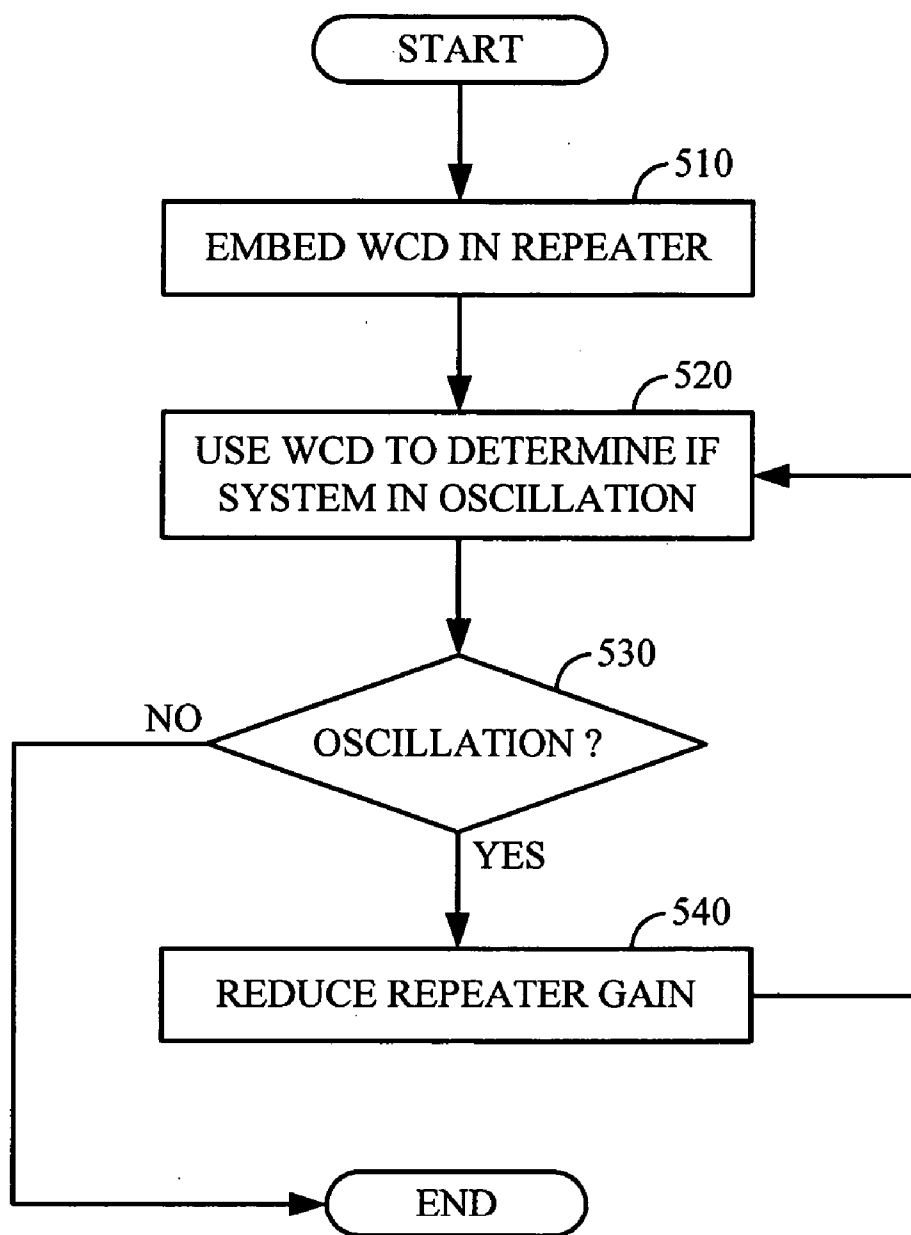 START
510
EMBED WCD IN REPEATER
520
USE WCD TO DETERMINE IF
SYSTEM IN OSCILLATION
530
NO
OSCILLATION ?
YES
540
REDUCE REPEATER GAIN
END